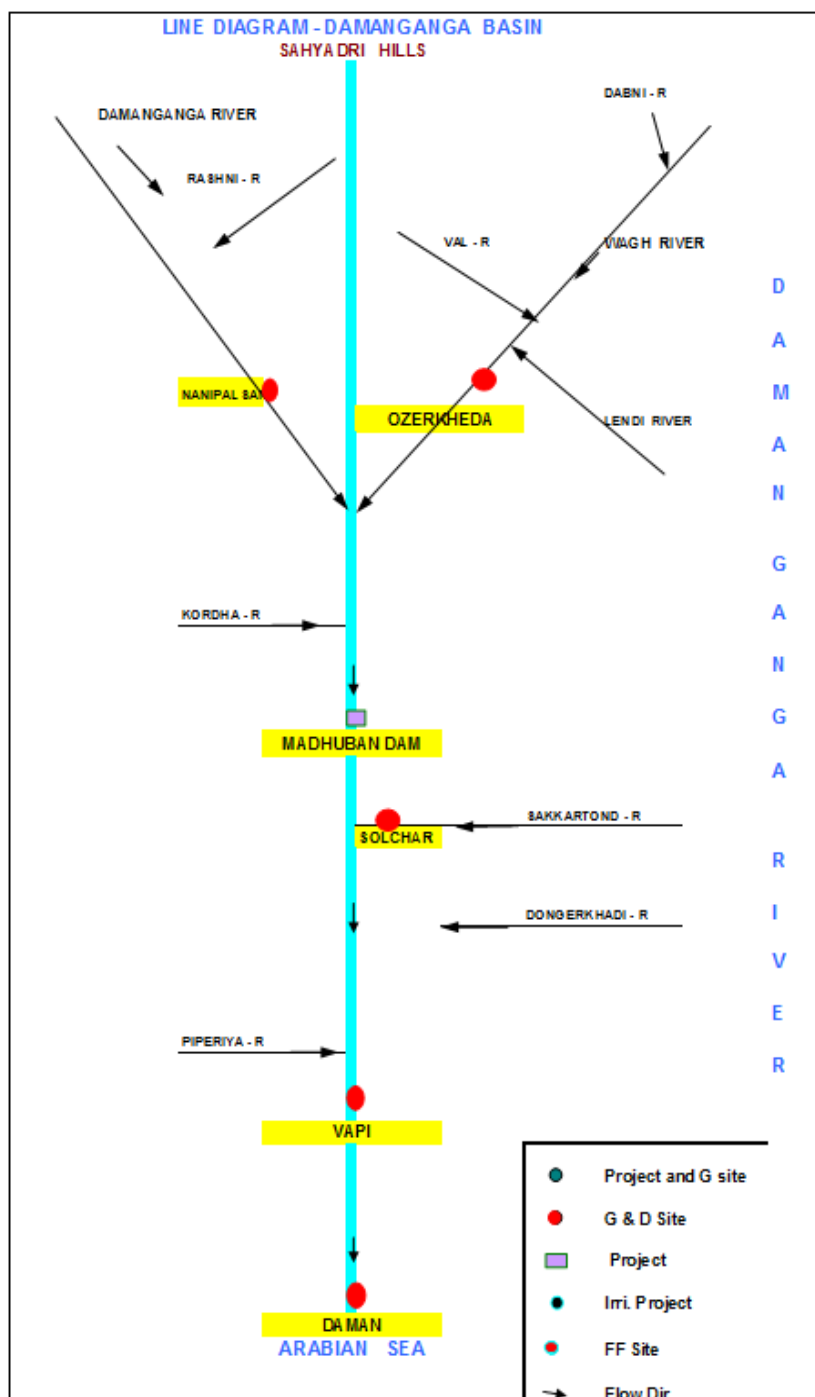 LINE DIAGRAM - DAMANGANGA BASIN
SAHYADRI HILLS
DABNI - R
DAMANGANGA RIVER
RASHNI - R
VAL - R
WAGH RIVER
NANIPAL SAN
OZERKHEDA
LENDI RIVER
KORDHA - R
MADHUBAN DAM
SAKKARTOND - R
SOLCHAR
DONGERKHADI - R
PIPERIYA - R
VAPI
DAMAN
ARABIAN SEA
D
A
M
A
N
G
A
N
G
A
R
I
V
E
R
Project and G site
G & D Site
Project
Irri. Project
FF Site
Flow Dir